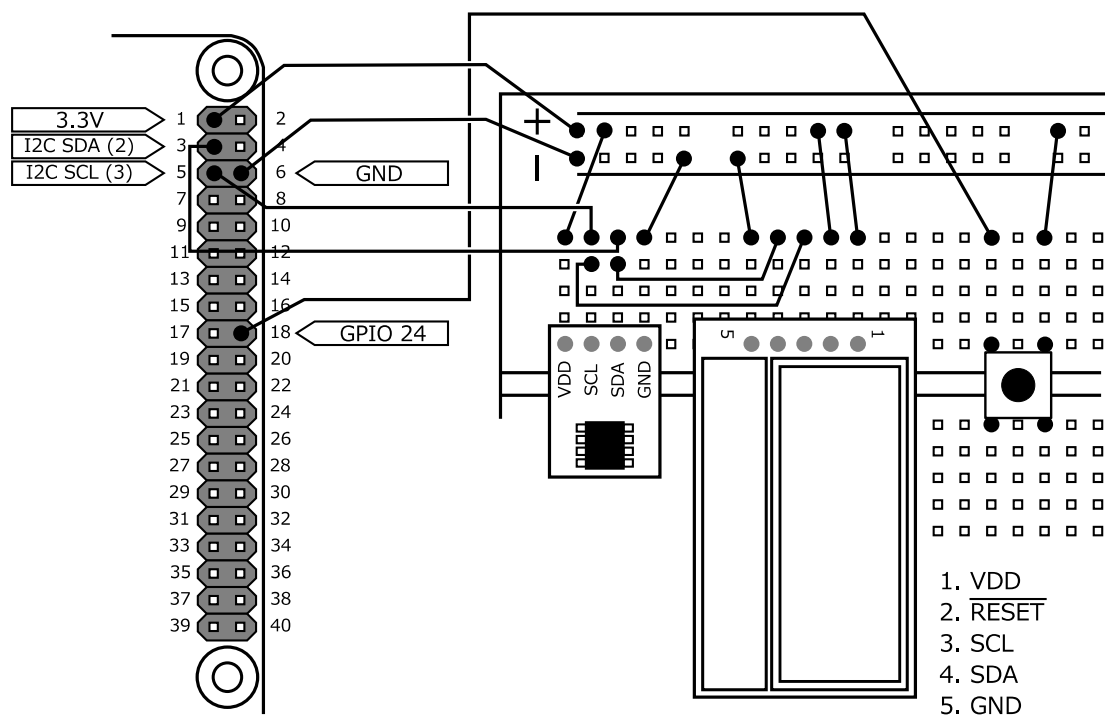 3.3V
I2C SDA (2)
I2C SCL (3)
GND
GPIO 24
1 2
3 4
5 6
7 8
9 10
11 12
13 14
15 16
17 18
19 20
21 22
23 24
25 26
27 28
29 30
31 32
33 34
35 36
37 38
39 40
+
−
VDD
SCL
SDA
GND
5
1
1. VDD
2. RESET
3. SCL
4. SDA
5. GND